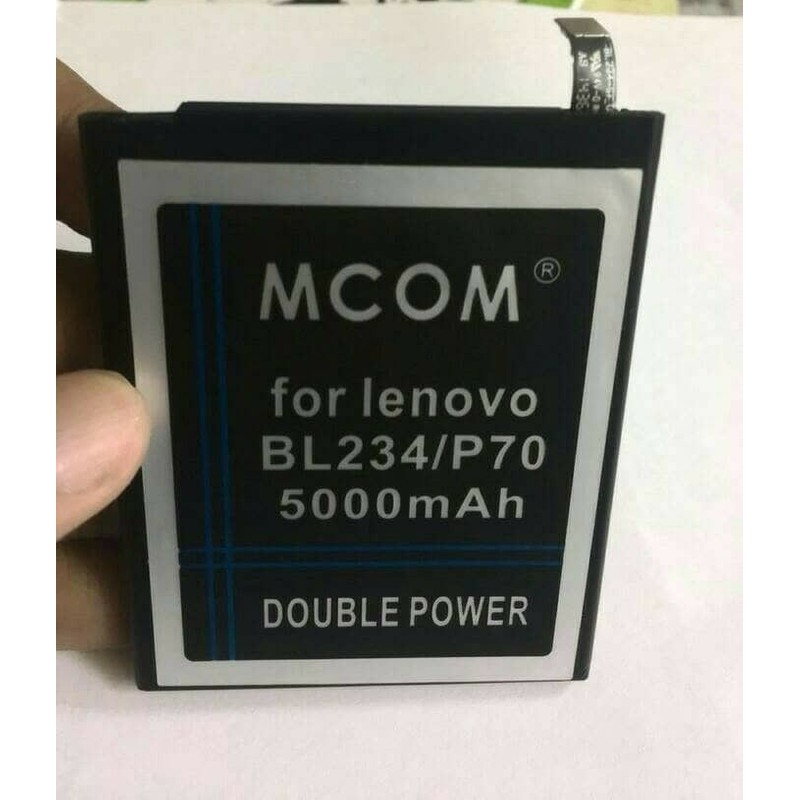 MCOM®
for lenovo
BL234/P70
5000mAh
DOUBLE POWER